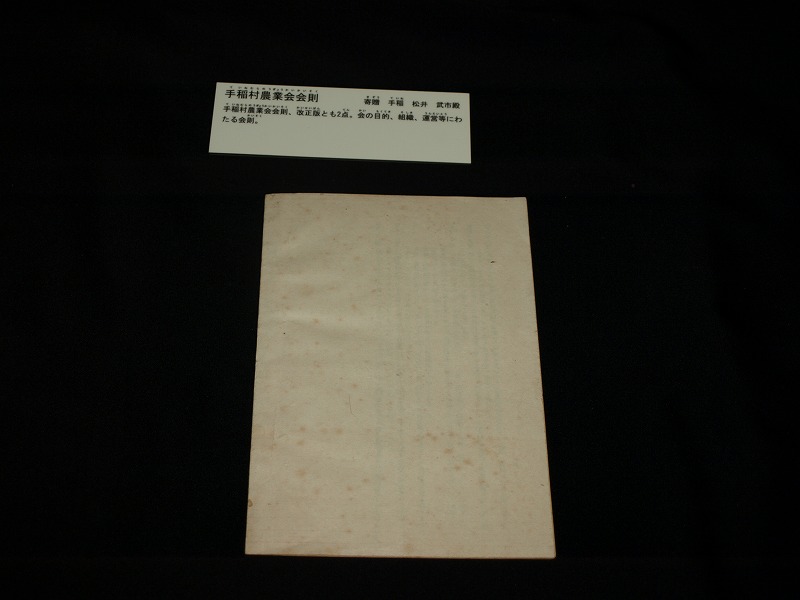 手稲村農業会会則 寄贈 手稲 松井 武市殿
手稲村農業会会則、改正版とも2点。会の目的、組織、運営等にわ
たる会則。